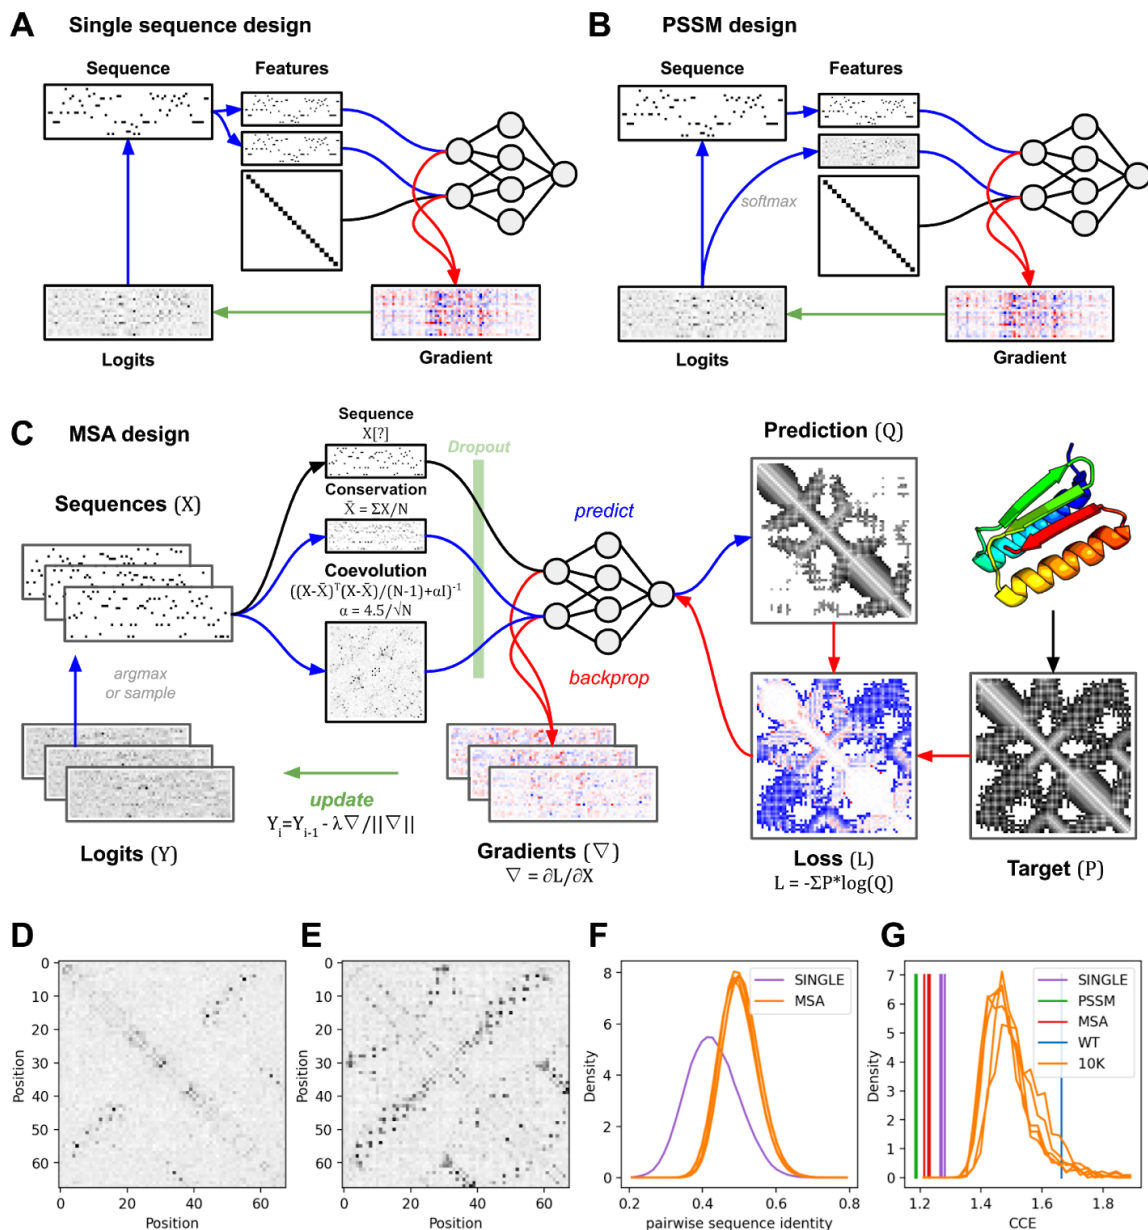 A Single sequence design
Sequence
Features
Logits
Gradient
B PSSM design
Sequence
Features
softmax
Logits
Gradient
C MSA design
Sequences (X)
argmax
or sample
Logits (Y)
Sequence
X[?]
Conservation
X̄ = ΣX/N
Coevolution
((X-X̄)ᵀ(X-X̄)/(N-1)+αI)⁻¹
α = 4.5/√N
Dropout
predict
backprop
update
Yᵢ=Yᵢ₋₁ - λ∇/||∇||
Gradients (∇)
∇ = ∂L/∂X
Prediction (Q)
Loss (L)
L = -ΣP*log(Q)
Target (P)
D
Position
0
10
20
30
40
50
60
0 20 40 60
Position
E
Position
0
10
20
30
40
50
60
0 20 40 60
Position
F
Density
8
6
4
2
0
SINGLE
MSA
0.2 0.4 0.6 0.8
pairwise sequence identity
G
Density
7
6
5
4
3
2
1
0
SINGLE
PSSM
MSA
WT
10K
1.2 1.4 1.6 1.8
CCE